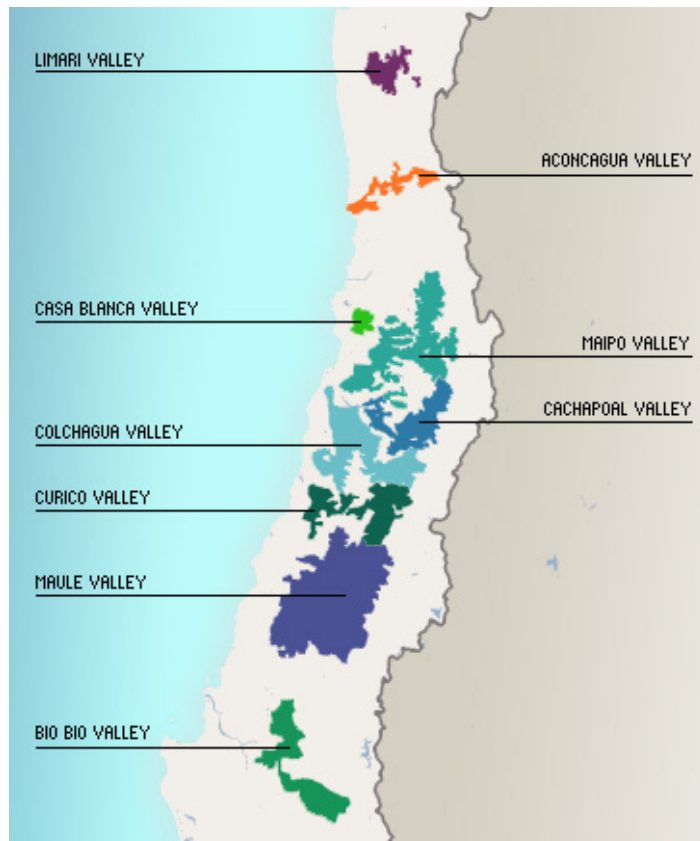 LIMARI VALLEY
ACONCAGUA VALLEY
CASA BLANCA VALLEY
MAIPO VALLEY
CACHAPOAL VALLEY
COLCHAGUA VALLEY
CURICO VALLEY
MAULE VALLEY
BIO BIO VALLEY